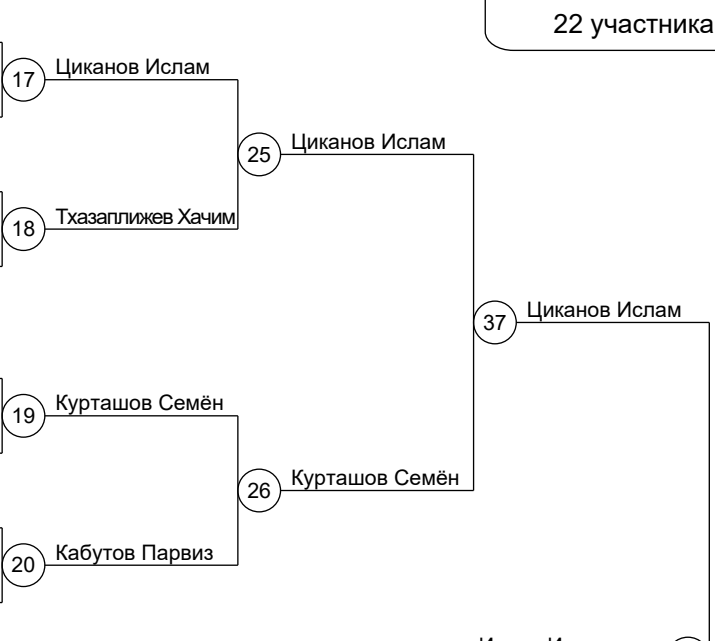 22 участника
17 Циканов Ислам
25 Циканов Ислам
18 Тхазаплижев Хачим
37 Циканов Ислам
19 Курташов Семён
26 Курташов Семён
20 Кабутов Парвиз